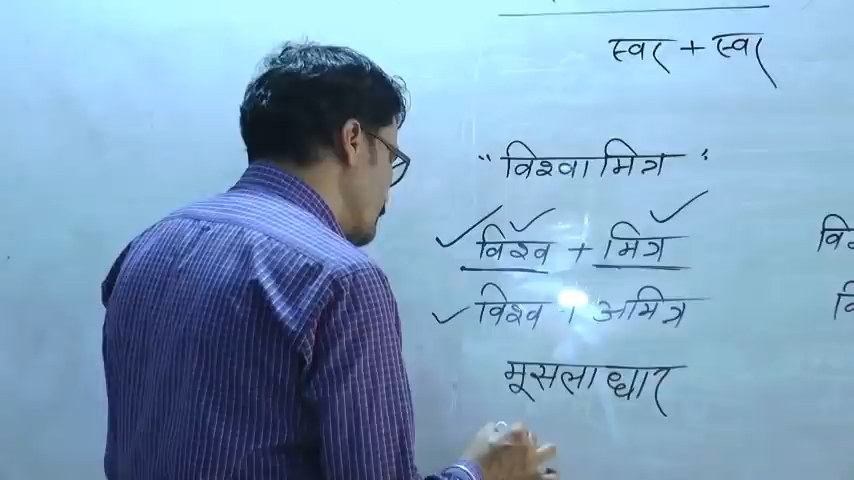 स्वर + स्वर
"विश्वामित्र"
विश्व + मित्र
विश्व + अमित्र
मूसलाधार
वि
वि